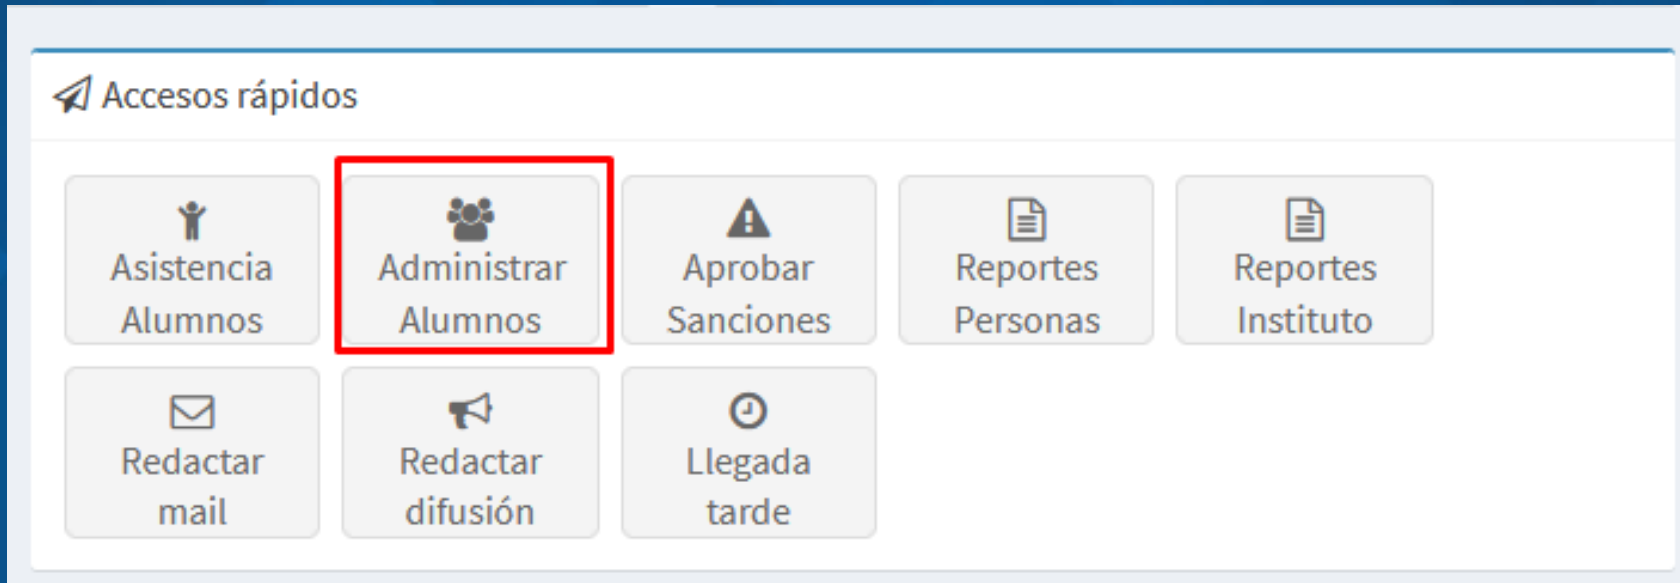 Accesos rápidos
Asistencia
Alumnos
Administrar
Alumnos
Aprobar
Sanciones
Reportes
Personas
Reportes
Instituto
Redactar
mail
Redactar
difusión
Llegada
tarde